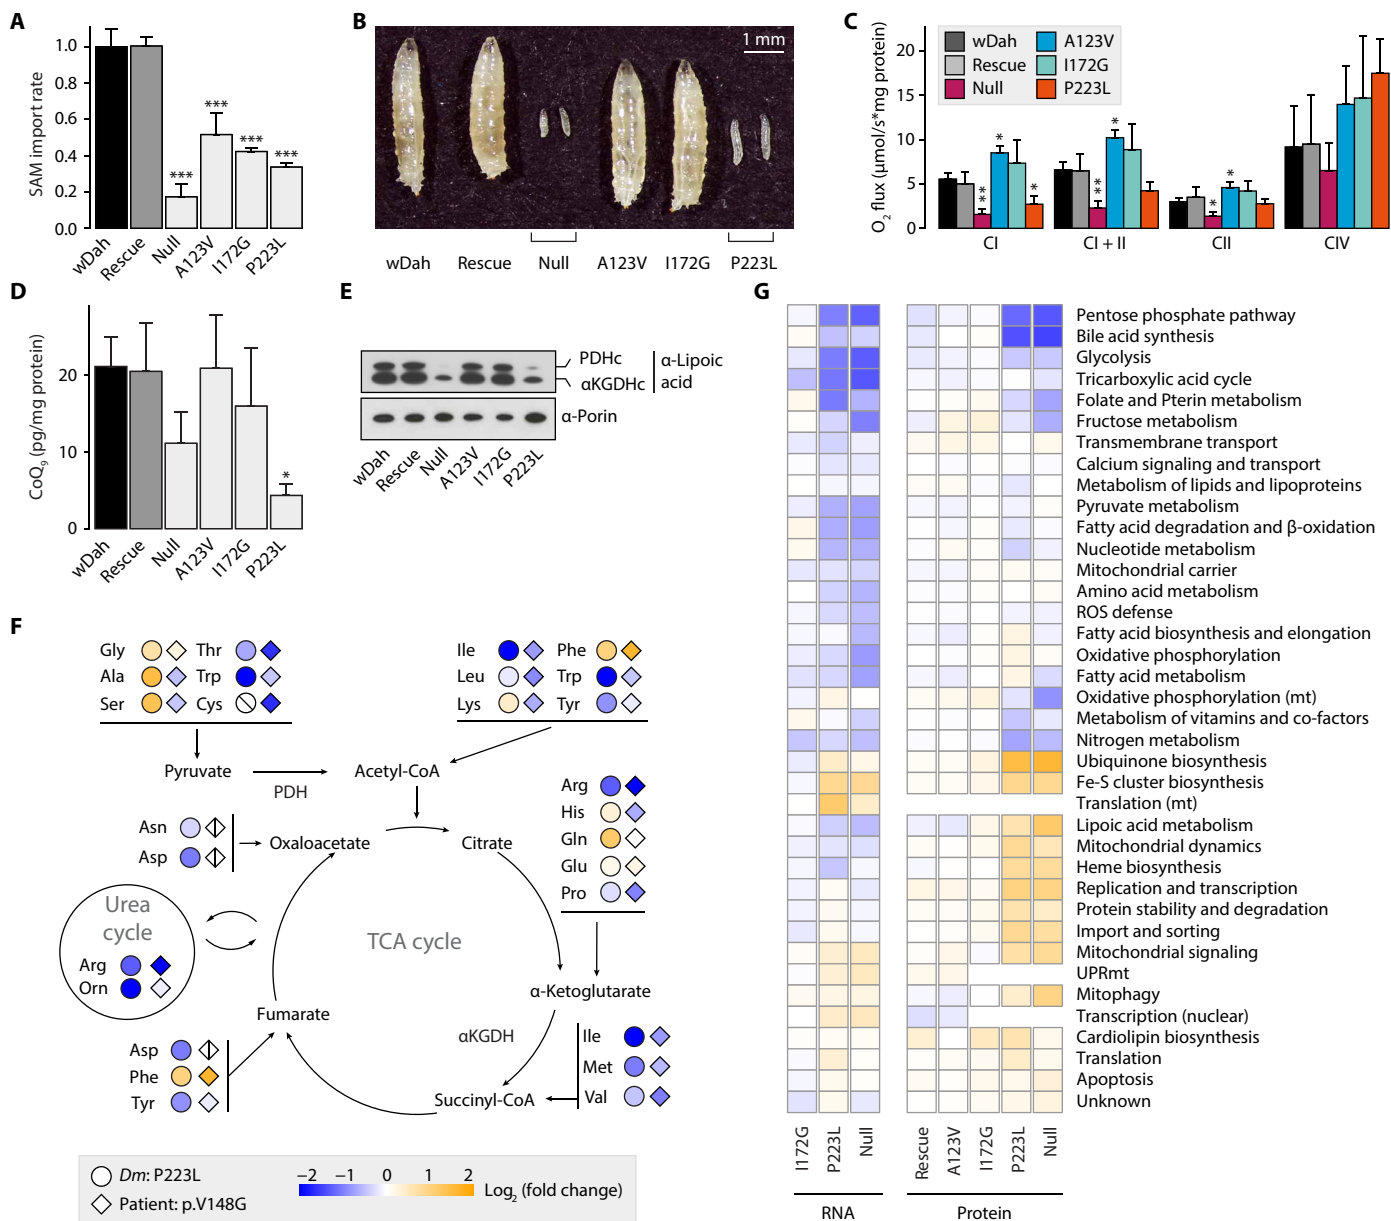 A
SAM import rate
1.0
0.8
0.6
0.4
0.2
0
***
***
***
***
wDah
Rescue
Null
A123V
I172G
P223L
B
1 mm
wDah
Rescue
Null
A123V
I172G
P223L
C
O2 flux (µmol/s*mg protein)
20
15
10
5
0
wDah
Rescue
Null
A123V
I172G
P223L
**
*
*
**
*
*
*
CI
CI + II
CII
CIV
D
CoQ9 (pg/mg protein)
20
10
0
*
wDah
Rescue
Null
A123V
I172G
P223L
E
PDHc
αKGDHc
α-Lipoic
acid
α-Porin
wDah
Rescue
Null
A123V
I172G
P223L
F
Gly
Thr
Ala
Trp
Ser
Cys
Ile
Phe
Leu
Trp
Lys
Tyr
Pyruvate
PDH
Acetyl-CoA
Asn
Asp
Oxaloacetate
Citrate
Arg
His
Gln
Glu
Pro
Urea
cycle
Arg
Orn
TCA cycle
α-Ketoglutarate
Fumarate
αKGDH
Asp
Phe
Tyr
Ile
Met
Val
Succinyl-CoA
Dm: P223L
Patient: p.V148G
−2 −1 0 1 2
Log2 (fold change)
G
Pentose phosphate pathway
Bile acid synthesis
Glycolysis
Tricarboxylic acid cycle
Folate and Pterin metabolism
Fructose metabolism
Transmembrane transport
Calcium signaling and transport
Metabolism of lipids and lipoproteins
Pyruvate metabolism
Fatty acid degradation and β-oxidation
Nucleotide metabolism
Mitochondrial carrier
Amino acid metabolism
ROS defense
Fatty acid biosynthesis and elongation
Oxidative phosphorylation
Fatty acid metabolism
Oxidative phosphorylation (mt)
Metabolism of vitamins and co-factors
Nitrogen metabolism
Ubiquinone biosynthesis
Fe-S cluster biosynthesis
Translation (mt)
Lipoic acid metabolism
Mitochondrial dynamics
Heme biosynthesis
Replication and transcription
Protein stability and degradation
Import and sorting
Mitochondrial signaling
UPRmt
Mitophagy
Transcription (nuclear)
Cardiolipin biosynthesis
Translation
Apoptosis
Unknown
I172G
P223L
Null
Rescue
A123V
I172G
P223L
Null
RNA
Protein